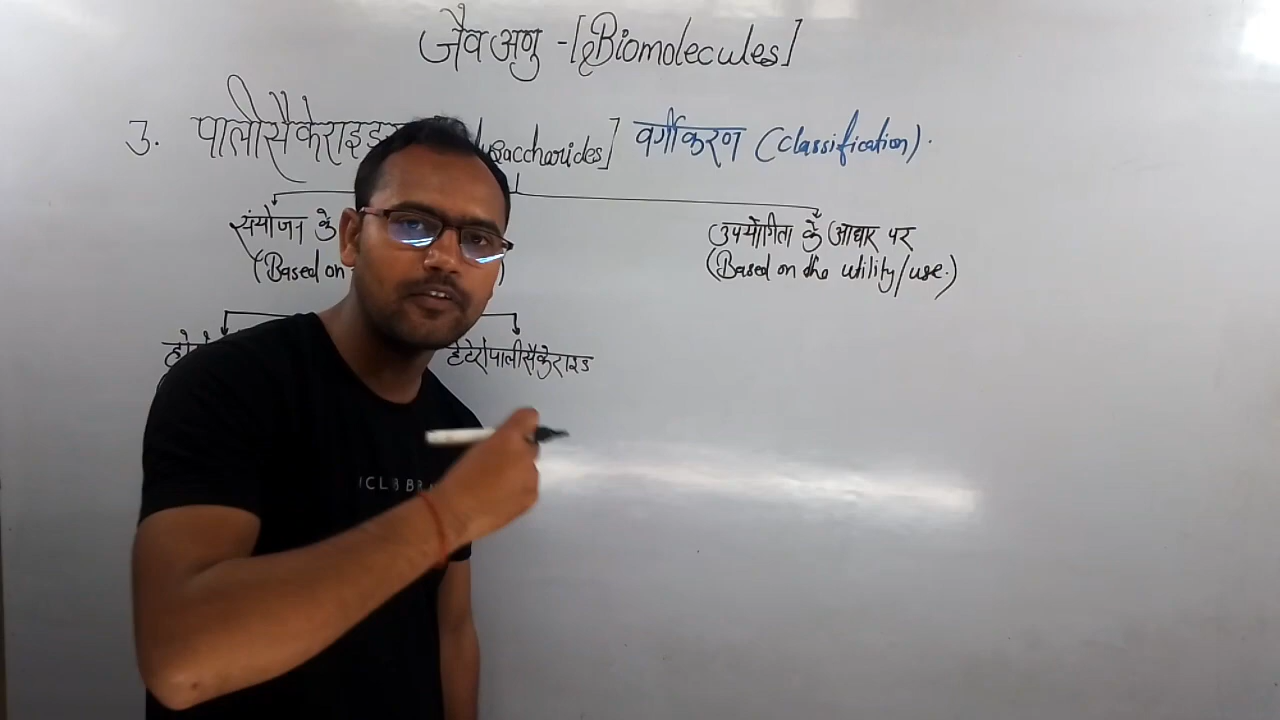 जैव अणु - [Biomolecules]
3. पालीसैकेराइड saccharides] वर्गीकरण (Classification).
संयोजन के
(Based on )
उपयोगिता के आधार पर
(Based on the utility/use.)
हेटेरोपालीसैकेराइड